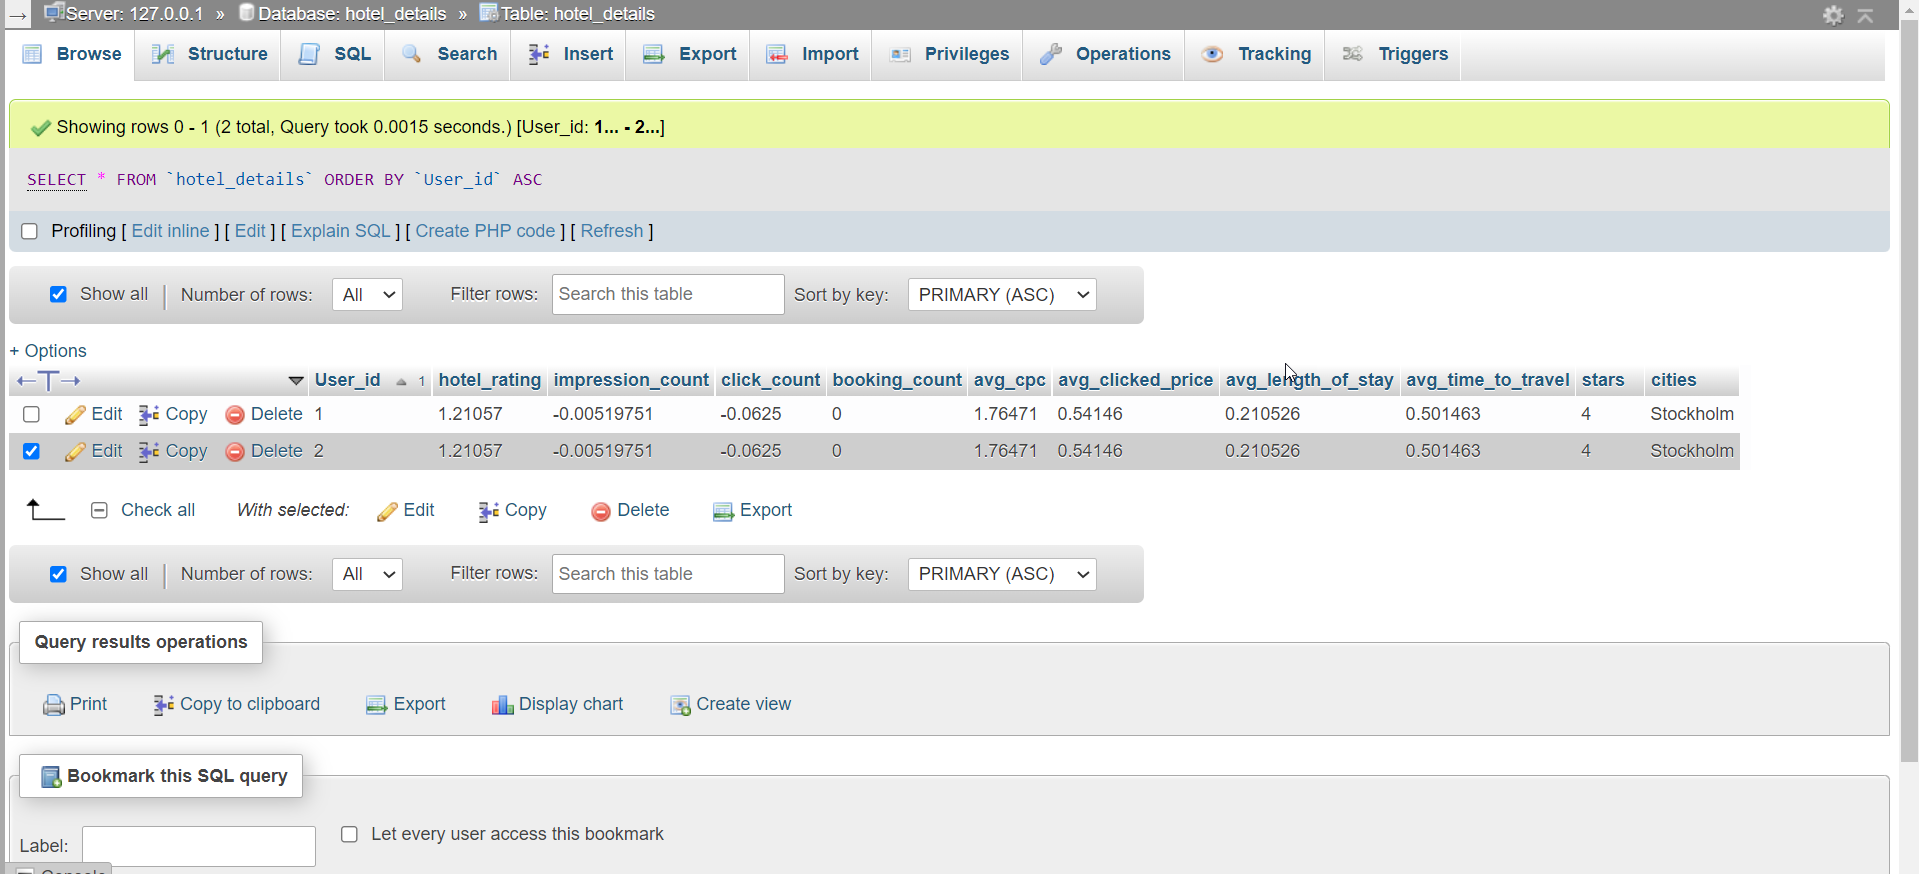 Server: 127.0.0.1 » Database: hotel_details » Table: hotel_details
Browse Structure SQL Search Insert Export Import Privileges Operations Tracking Triggers
Showing rows 0 - 1 (2 total, Query took 0.0015 seconds.) [User_id: 1... - 2...]
SELECT * FROM `hotel_details` ORDER BY `User_id` ASC
Profiling [ Edit inline ] [ Edit ] [ Explain SQL ] [ Create PHP code ] [ Refresh ]
Show all | Number of rows: All Filter rows: Search this table Sort by key: PRIMARY (ASC)
+ Options
←T→ User_id 1 hotel_rating impression_count click_count booking_count avg_cpc avg_clicked_price avg_length_of_stay avg_time_to_travel stars cities
Edit Copy Delete 1 1.21057 -0.00519751 -0.0625 0 1.76471 0.54146 0.210526 0.501463 4 Stockholm
Edit Copy Delete 2 1.21057 -0.00519751 -0.0625 0 1.76471 0.54146 0.210526 0.501463 4 Stockholm
Check all With selected: Edit Copy Delete Export
Show all | Number of rows: All Filter rows: Search this table Sort by key: PRIMARY (ASC)
Query results operations
Print Copy to clipboard Export Display chart Create view
Bookmark this SQL query
Label: Let every user access this bookmark
Console